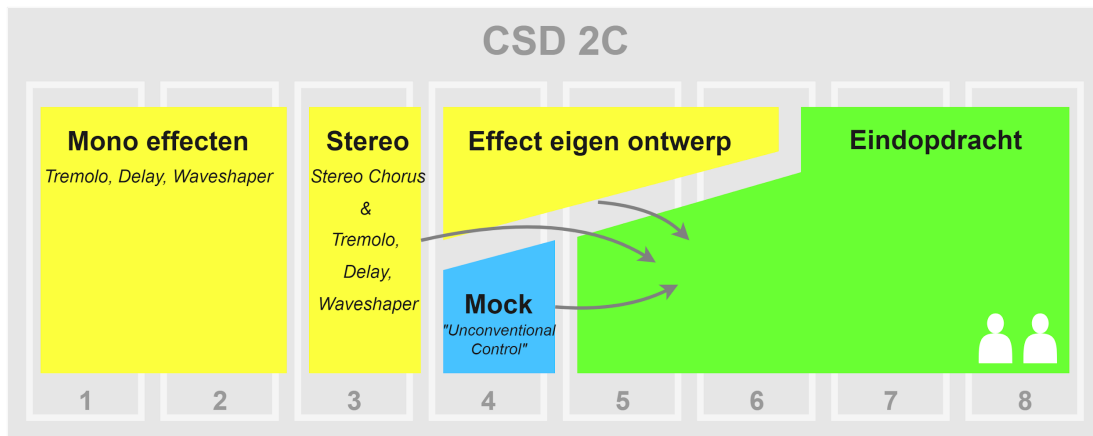 CSD 2C
Mono effecten
Tremolo, Delay, Waveshaper
Stereo
Stereo Chorus
&
Tremolo,
Delay,
Waveshaper
Effect eigen ontwerp
Mock
"Unconventional
Control"
Eindopdracht
1
2
3
4
5
6
7
8